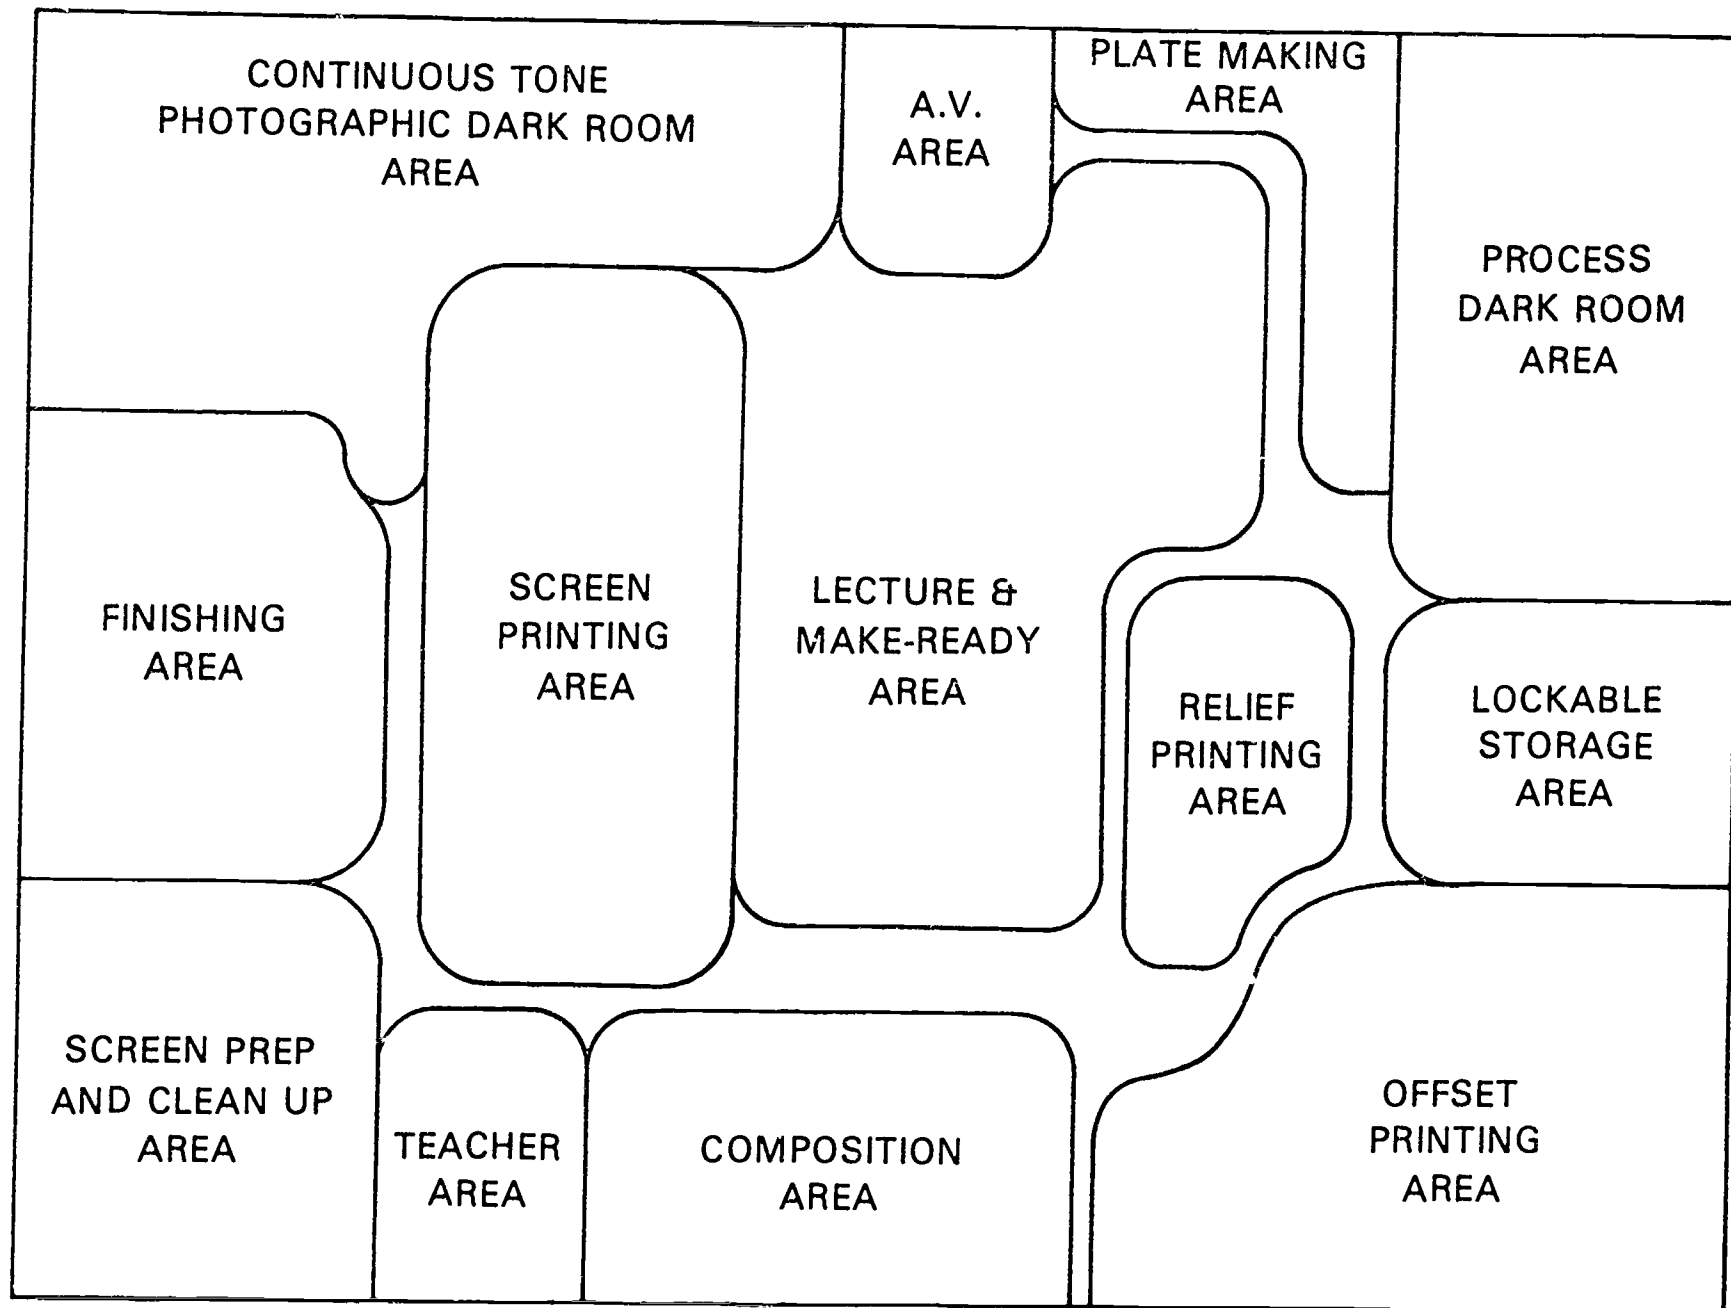 CONTINUOUS TONE
PHOTOGRAPHIC DARK ROOM
AREA
A.V.
AREA
PLATE MAKING
AREA
PROCESS
DARK ROOM
AREA
FINISHING
AREA
SCREEN
PRINTING
AREA
LECTURE &
MAKE-READY
AREA
RELIEF
PRINTING
AREA
LOCKABLE
STORAGE
AREA
SCREEN PREP
AND CLEAN UP
AREA
TEACHER
AREA
COMPOSITION
AREA
OFFSET
PRINTING
AREA